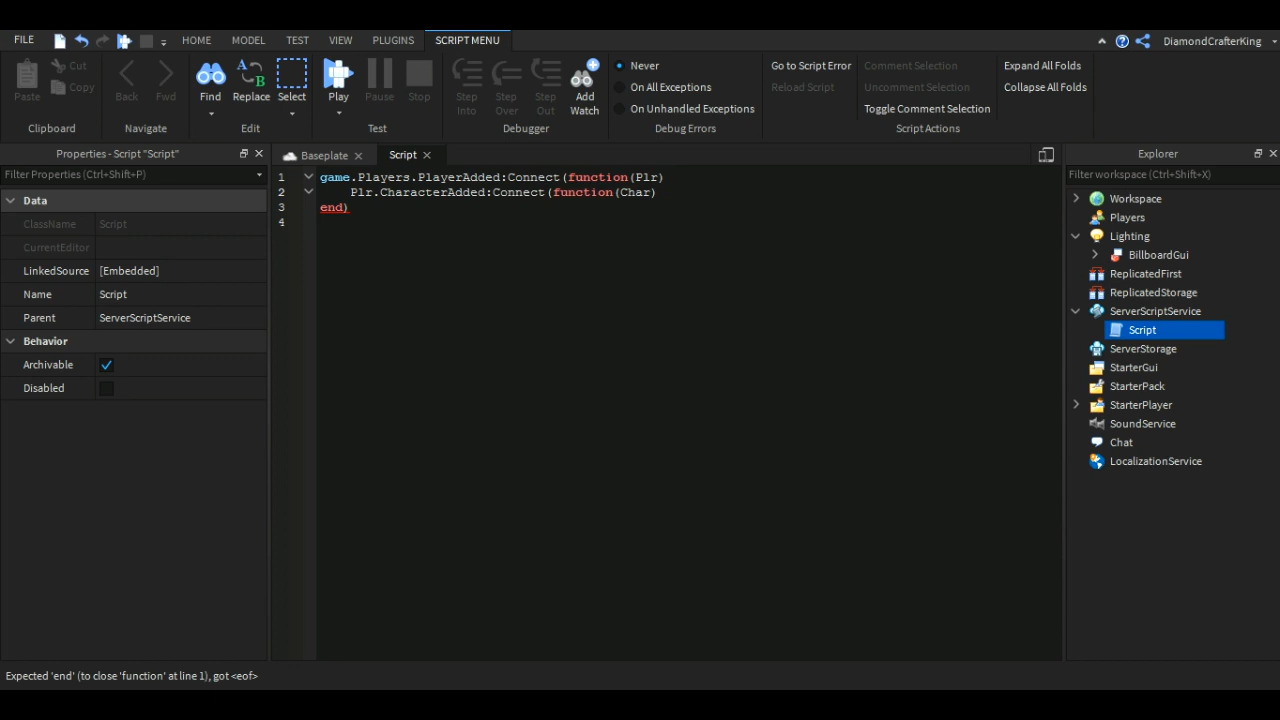 FILE HOME MODEL TEST VIEW PLUGINS SCRIPT MENU DiamondCrafterKing
Paste Cut Copy
Back Fwd
Find Replace Select
Play Pause Stop
Step Into Step Over Step Out Add Watch
Never
On All Exceptions
On Unhandled Exceptions
Go to Script Error
Reload Script
Comment Selection
Uncomment Selection
Toggle Comment Selection
Expand All Folds
Collapse All Folds
Clipboard Navigate Edit Test Debugger Debug Errors Script Actions
Properties - Script "Script"
Filter Properties (Ctrl+Shift+P)
Data
ClassName Script
CurrentEditor
LinkedSource [Embedded]
Name Script
Parent ServerScriptService
Behavior
Archivable
Disabled
Baseplate Script
1 game.Players.PlayerAdded:Connect(function(Plr)
2 Plr.CharacterAdded:Connect(function(Char)
3 end)
4
Explorer
Filter workspace (Ctrl+Shift+X)
Workspace
Players
Lighting
BillboardGui
ReplicatedFirst
ReplicatedStorage
ServerScriptService
Script
ServerStorage
StarterGui
StarterPack
StarterPlayer
SoundService
Chat
LocalizationService
Expected 'end' (to close 'function' at line 1), got <eof>